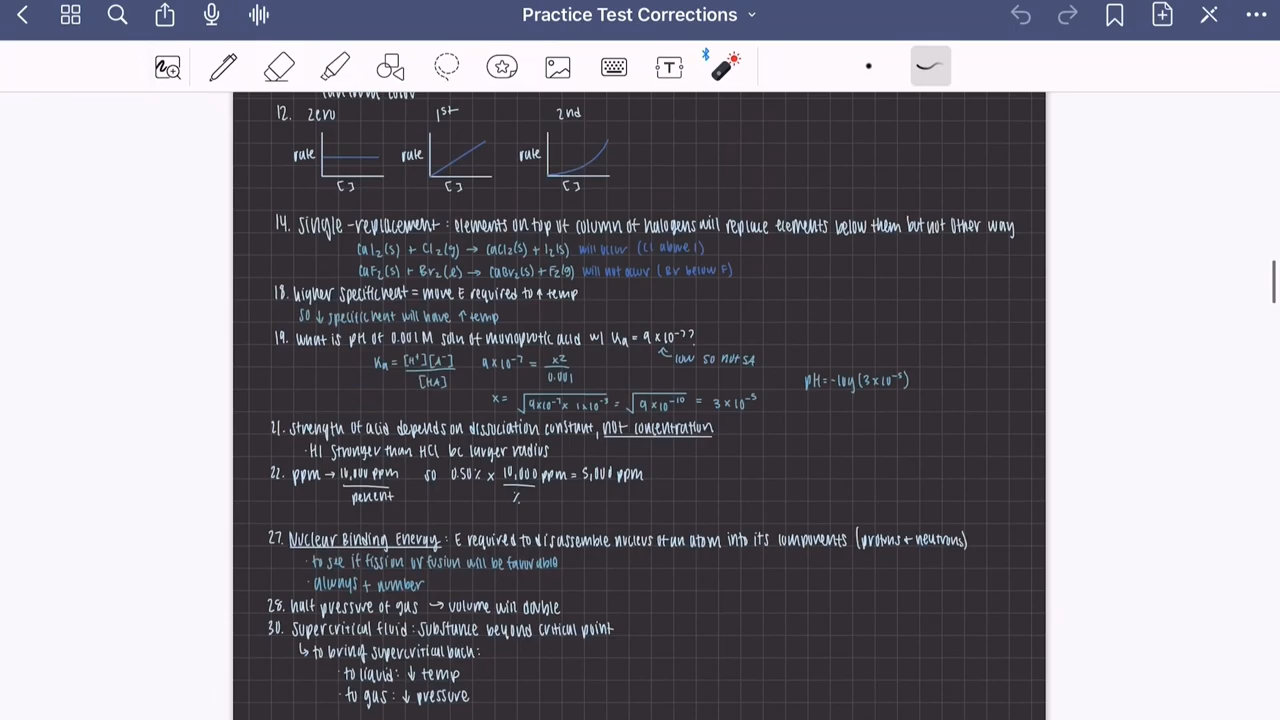 Practice Test Corrections
12. zero 1st 2nd
rate rate rate
[ ] [ ] [ ]
14. single-replacement: elements on top of column of halogens will replace elements below them but not other way
CaI₂(s) + Cl₂(g) → CaCl₂(s) + I₂(s) will occur (Cl above I)
CaF₂(s) + Br₂(l) → CaBr₂(s) + F₂(g) will not occur (Br below F)
18. higher specific heat = more E required to ↑ temp
so ↓ specific heat will have ↑ temp
19. what is pH of 0.001 M soln of monoprotic acid w/ Ka = 9 x 10⁻⁷?
low so not SA
Ka = [H⁺][A⁻] / [HA] 9 x 10⁻⁷ = x² / 0.001 pH = -log(3 x 10⁻⁵)
x = √9x10⁻⁷ x 1x10⁻³ = √9 x 10⁻¹⁰ = 3 x 10⁻⁵
21. strength of acid depends on dissociation constant, not concentration
· HI stronger than HCl bc larger radius
22. ppm → 10,000 ppm / percent so 0.50% x 10,000 ppm / % = 5,000 ppm
27. Nuclear Binding Energy: E required to disassemble nucleus of an atom into its components (protons + neutrons)
· to see if fission or fusion will be favorable
· always + number
28. half pressure of gas → volume will double
30. supercritical fluid: substance beyond critical point
↳ to bring supercritical back:
· to liquid: ↓ temp
· to gas: ↓ pressure